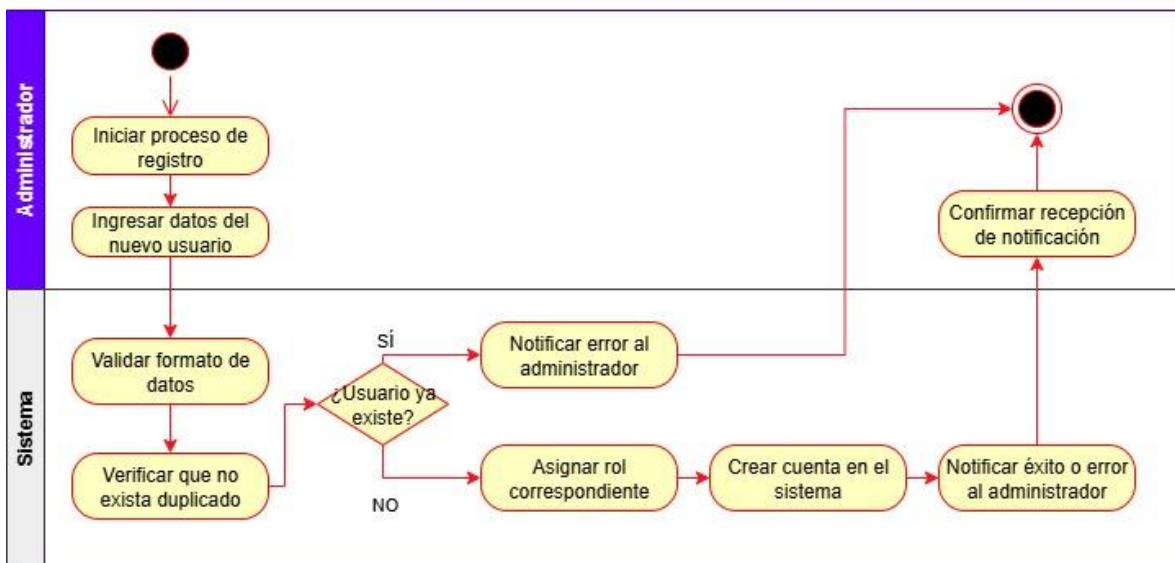 Administrador
Iniciar proceso de
registro
Ingresar datos del
nuevo usuario
Confirmar recepción
de notificación
Sistema
Validar formato de
datos
Verificar que no
exista duplicado
¿Usuario ya
existe?
SÍ
NO
Notificar error al
administrador
Asignar rol
correspondiente
Crear cuenta en el
sistema
Notificar éxito o error
al administrador